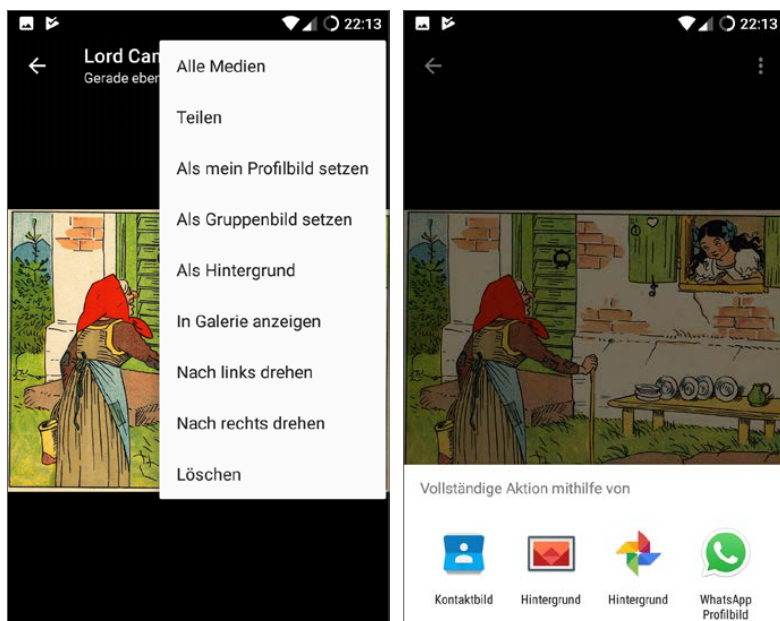 22:13
Lord Can
Gerade eben
Alle Medien
Teilen
Als mein Profilbild setzen
Als Gruppenbild setzen
Als Hintergrund
In Galerie anzeigen
Nach links drehen
Nach rechts drehen
Löschen
22:13
Vollständige Aktion mithilfe von
Kontaktbild
Hintergrund
Hintergrund
WhatsApp
Profilbild